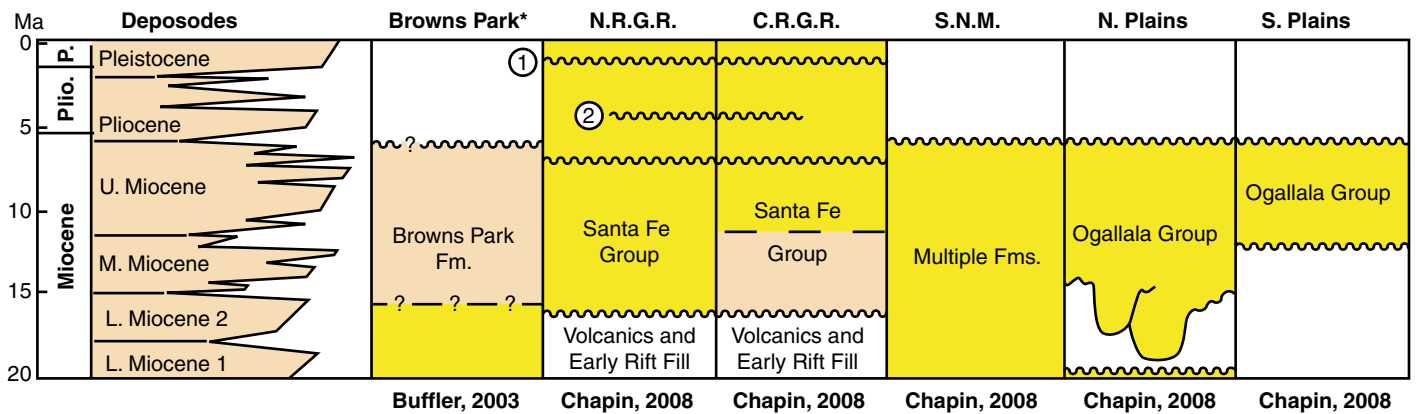 Ma Deposodes Browns Park* N.R.G.R. C.R.G.R. S.N.M. N. Plains S. Plains
0
P.
Pleistocene
1
Plio.
2
Pliocene
5
?
Miocene
U. Miocene
Ogallala Group
10
Santa Fe
Browns Park
Fm.
Santa Fe
Group
Group
Ogallala Group
M. Miocene
Multiple Fms.
15
? ? ?
L. Miocene 2
Volcanics and
Early Rift Fill
Volcanics and
Early Rift Fill
L. Miocene 1
20
Buffler, 2003 Chapin, 2008 Chapin, 2008 Chapin, 2008 Chapin, 2008 Chapin, 2008